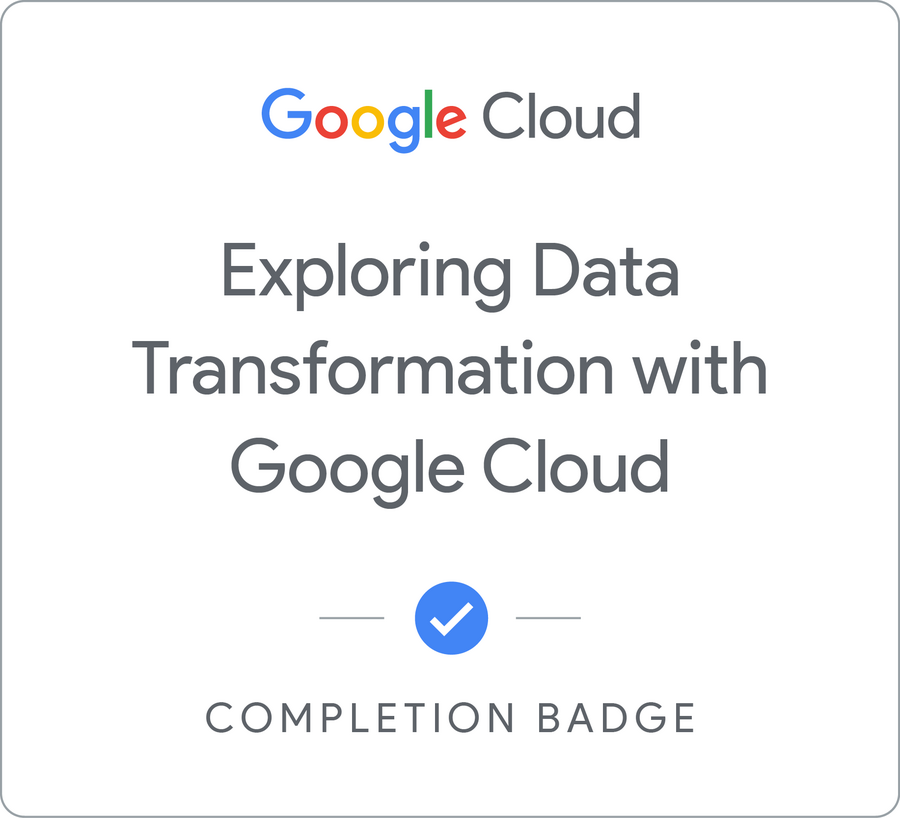 Google Cloud
Exploring Data
Transformation with
Google Cloud
COMPLETION BADGE